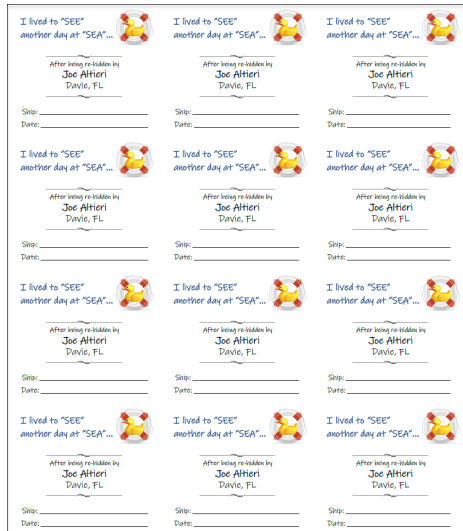 I lived to "SEE"
another day at "SEA"...
After being re-hidden by
Joe Altieri
Davie, FL
Ship:
Date:
I lived to "SEE"
another day at "SEA"...
After being re-hidden by
Joe Altieri
Davie, FL
Ship:
Date:
I lived to "SEE"
another day at "SEA"...
After being re-hidden by
Joe Altieri
Davie, FL
Ship:
Date:
I lived to "SEE"
another day at "SEA"...
After being re-hidden by
Joe Altieri
Davie, FL
Ship:
Date:
I lived to "SEE"
another day at "SEA"...
After being re-hidden by
Joe Altieri
Davie, FL
Ship:
Date:
I lived to "SEE"
another day at "SEA"...
After being re-hidden by
Joe Altieri
Davie, FL
Ship:
Date:
I lived to "SEE"
another day at "SEA"...
After being re-hidden by
Joe Altieri
Davie, FL
Ship:
Date:
I lived to "SEE"
another day at "SEA"...
After being re-hidden by
Joe Altieri
Davie, FL
Ship:
Date:
I lived to "SEE"
another day at "SEA"...
After being re-hidden by
Joe Altieri
Davie, FL
Ship:
Date:
I lived to "SEE"
another day at "SEA"...
After being re-hidden by
Joe Altieri
Davie, FL
Ship:
Date:
I lived to "SEE"
another day at "SEA"...
After being re-hidden by
Joe Altieri
Davie, FL
Ship:
Date:
I lived to "SEE"
another day at "SEA"...
After being re-hidden by
Joe Altieri
Davie, FL
Ship:
Date: